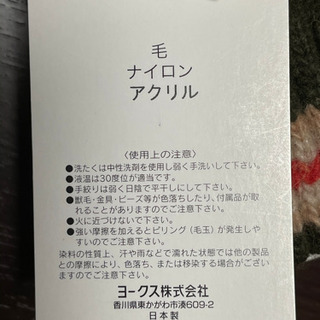 毛
ナイロン
アクリル
〈使用上の注意〉
●洗たくは中性洗剤を使用し弱く手洗いして下さい。
●液温は30度位が適当です。
●手絞りは弱く日陰で平干しにして下さい。
●獣毛・金具・ビーズ等が色落ちしたり、付属品が取
れることがありますのでご注意下さい。
●火に近づけないで下さい。
●強い摩擦を加えるとピリング(毛玉)が発生しや
すいのでご注意下さい。
染料の性質上、汗や雨などで濡れた状態では他の製品
との摩擦により、色落ち、または移染する場合がござい
ますのでご注意下さい。
ヨークス株式会社
香川県東かがわ市湊609-2
日本製